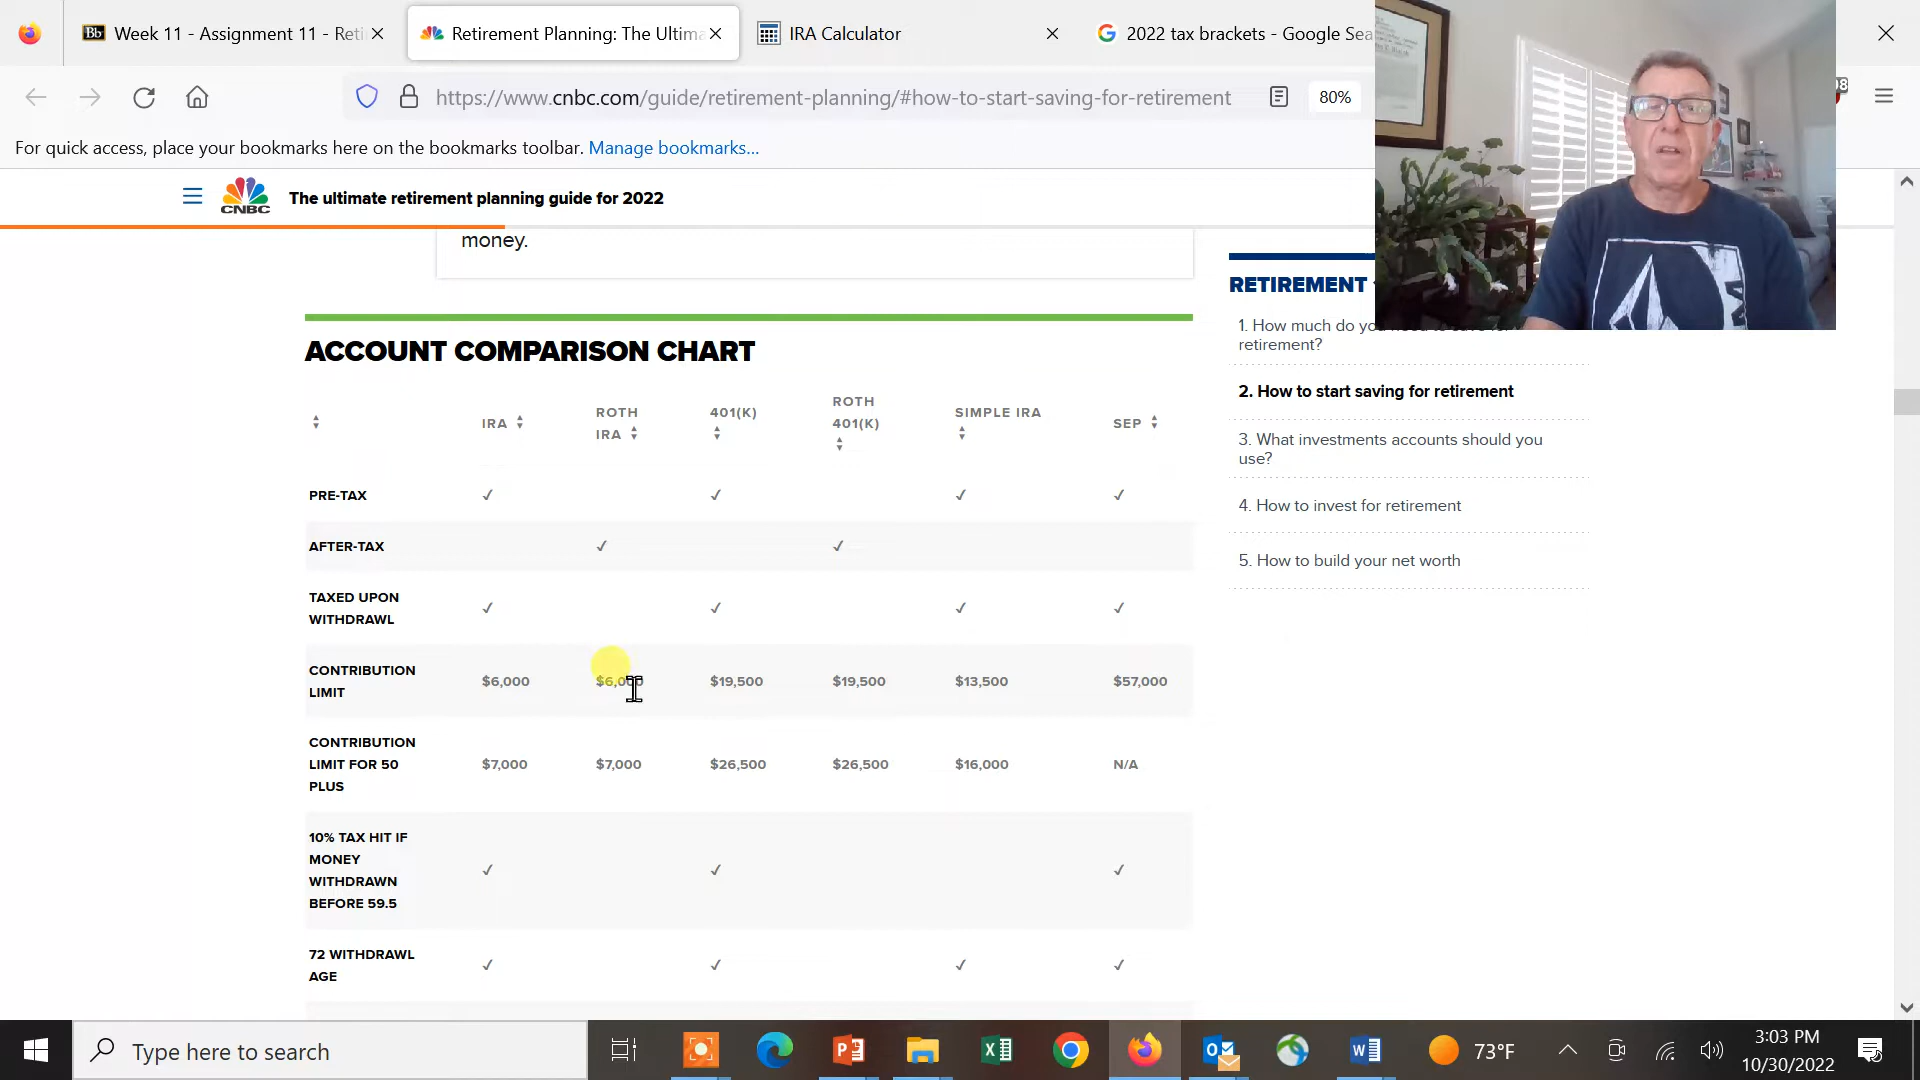 Week 11 - Assignment 11 - Reti
Retirement Planning: The Ultima
IRA Calculator
2022 tax brackets - Google Sea
https://www.cnbc.com/guide/retirement-planning/#how-to-start-saving-for-retirement
80%
For quick access, place your bookmarks here on the bookmarks toolbar. Manage bookmarks...
CNBC
The ultimate retirement planning guide for 2022
money.
ACCOUNT COMPARISON CHART
IRA
ROTH IRA
401(K)
ROTH 401(K)
SIMPLE IRA
SEP
PRE-TAX ✓ ✓ ✓ ✓
AFTER-TAX ✓ ✓
TAXED UPON
WITHDRAWL ✓ ✓ ✓ ✓
CONTRIBUTION
LIMIT
$6,000 $6,000 $19,500 $19,500 $13,500 $57,000
CONTRIBUTION
LIMIT FOR 50
PLUS
$7,000 $7,000 $26,500 $26,500 $16,000 N/A
10% TAX HIT IF
MONEY
WITHDRAWN
BEFORE 59.5
✓ ✓ ✓
72 WITHDRAWL
AGE
✓ ✓ ✓ ✓
RETIREMENT
1. How much do you
retirement?
2. How to start saving for retirement
3. What investments accounts should you
use?
4. How to invest for retirement
5. How to build your net worth
Type here to search
73°F
3:03 PM
10/30/2022